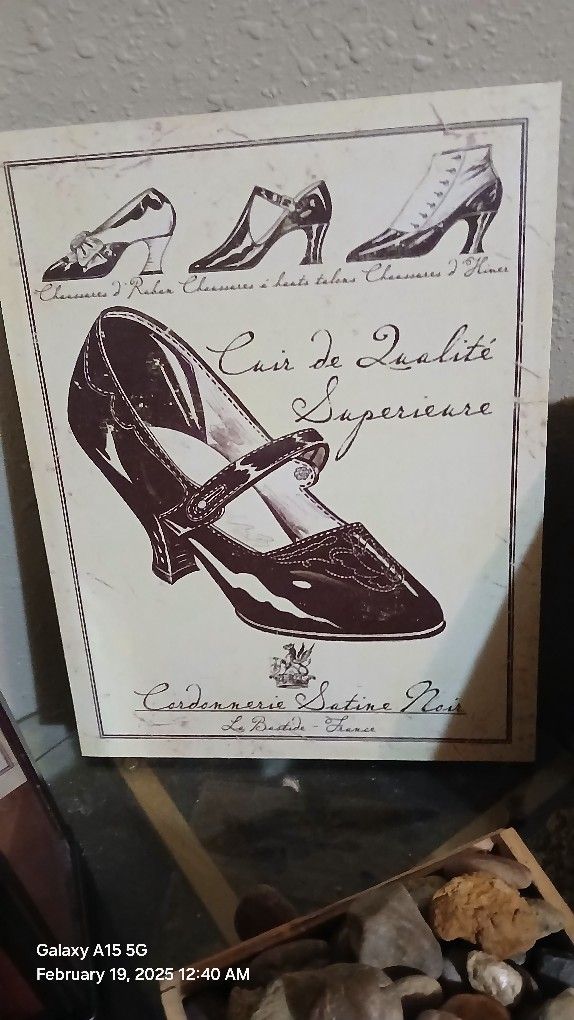 Chaussures d'Ruban Chaussures à hauts talons Chaussures d'Hiver
Cuir de Qualité
Superieure
Cordonnerie Satine Noir
La Bastide - France
Galaxy A15 5G
February 19, 2025 12:40 AM